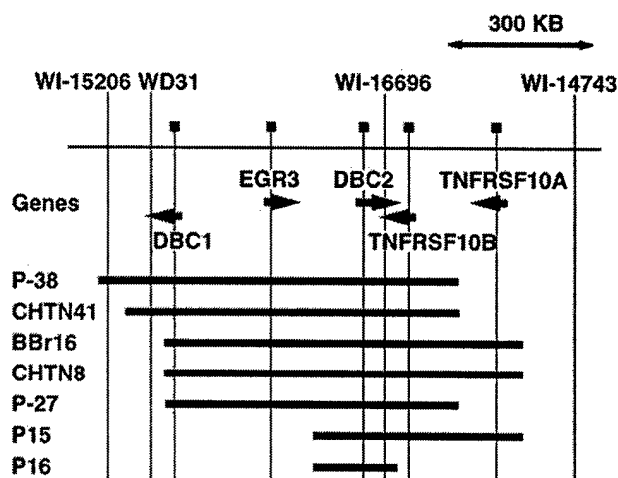 300 KB
WI-15206 WD31 WI-16696 WI-14743
EGR3 DBC2 TNFRSF10A
Genes
DBC1 TNFRSF10B
P-38
CHTN41
BBr16
CHTN8
P-27
P15
P16